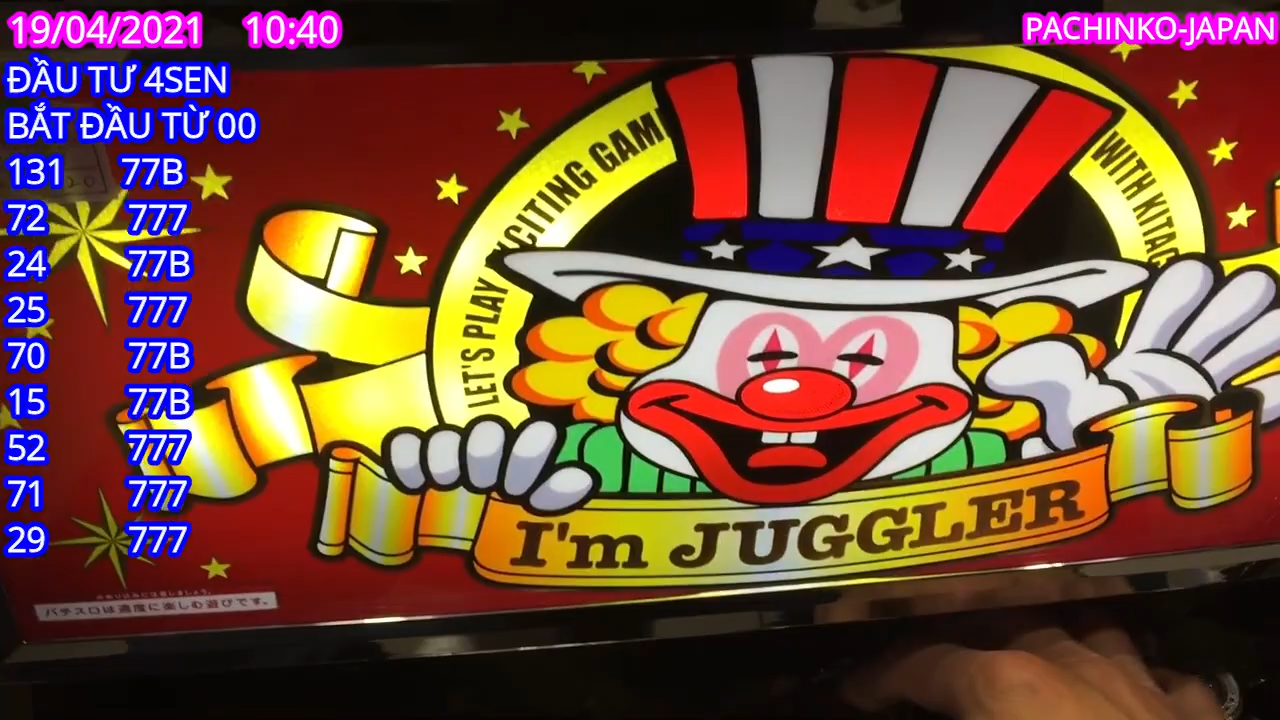 19/04/2021 10:40
PACHINKO-JAPAN
ĐẦU TƯ 4SEN
BẮT ĐẦU TỪ 00
131 77B
72 777
24 77B
25 777
70 77B
15 77B
52 777
71 777
29 777
LET'S PLAY XCITING GAM
WITH KITAC
I'm JUGGLER
パチスロは適度に楽しむ遊びです。